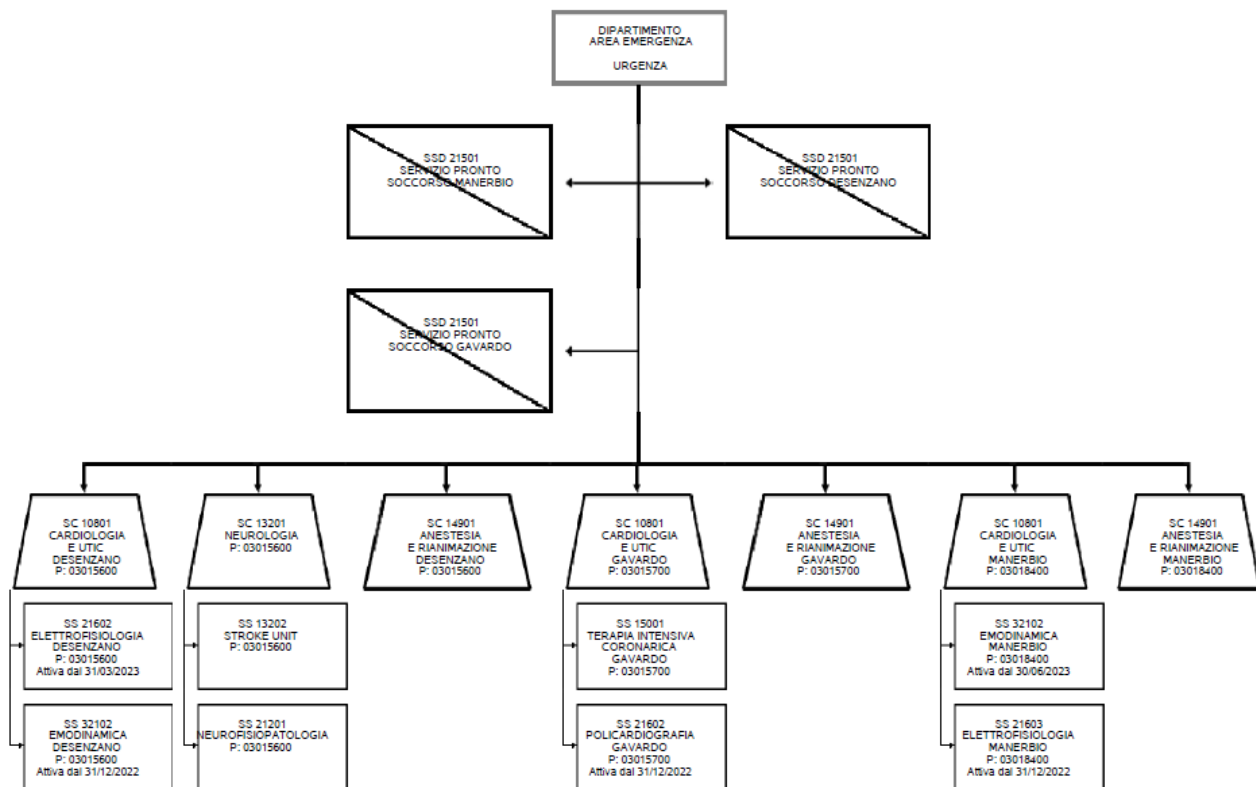 DIPARTIMENTO
AREA EMERGENZA
URGENZA
SSD 21501
SERVIZIO PRONTO
SOCCORSO MANERBIO
SSD 21501
SERVIZIO PRONTO
SOCCORSO DESENZANO
SSD 21501
SERVIZIO PRONTO
SOCCORSO GAVARDO
SC 10801
CARDIOLOGIA
E UTIC
DESENZANO
P: 03015600
SC 13201
NEUROLOGIA
P: 03015600
SC 14901
ANESTESIA
E RIANIMAZIONE
DESENZANO
P: 03015600
SC 10801
CARDIOLOGIA
E UTIC
GAVARDO
P: 03015700
SC 14901
ANESTESIA
E RIANIMAZIONE
GAVARDO
P: 03015700
SC 10801
CARDIOLOGIA
E UTIC
MANERBIO
P: 03018400
SC 14901
ANESTESIA
E RIANIMAZIONE
MANERBIO
P: 03018400
SS 21602
ELETTROFISIOLOGIA
DESENZANO
P: 03015600
Attiva dal 31/03/2023
SS 13202
STROKE UNIT
P: 03015600
SS 15001
TERAPIA INTENSIVA
CORONARICA
GAVARDO
P: 03015700
SS 32102
EMODINAMICA
MANERBIO
P: 03018400
Attiva dal 30/06/2023
SS 32102
EMODINAMICA
DESENZANO
P: 03015600
Attiva dal 31/12/2022
SS 21201
NEUROFISIOPATOLOGIA
P: 03015600
SS 21602
POLICARDIOGRAFIA
GAVARDO
P: 03015700
Attiva dal 31/12/2022
SS 21603
ELETTROFISIOLOGIA
MANERBIO
P: 03018400
Attiva dal 31/12/2022